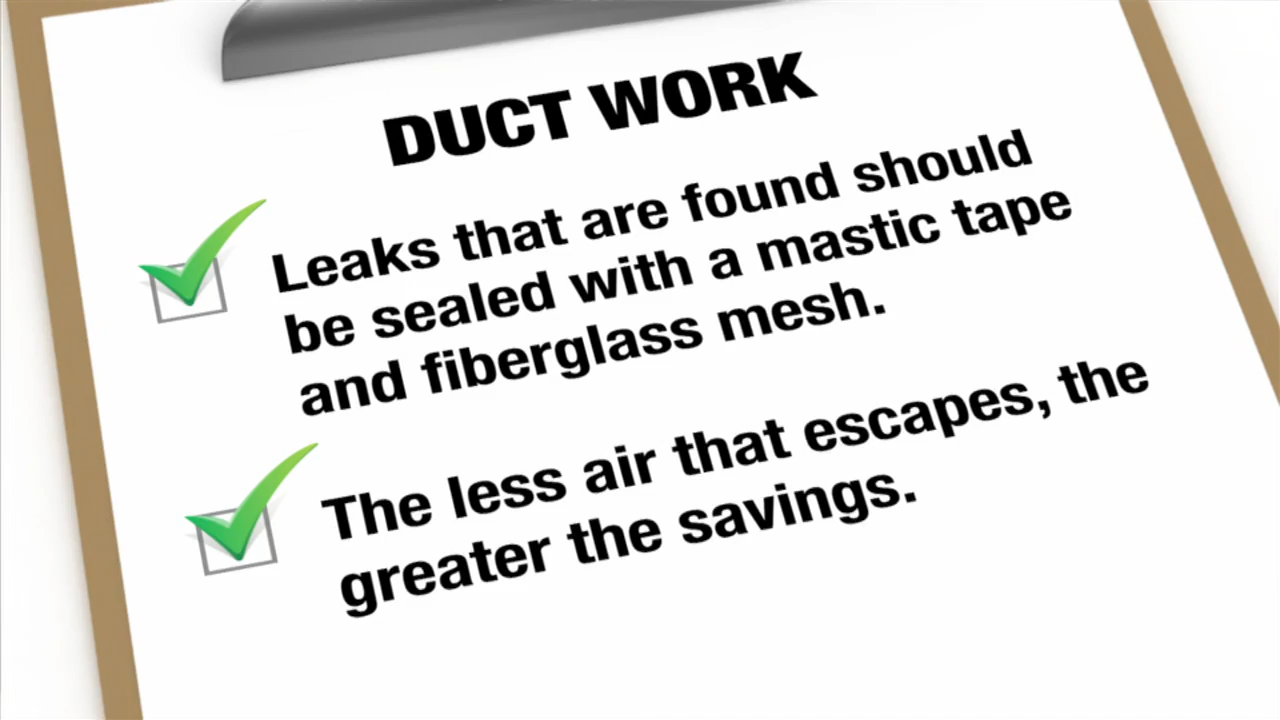 DUCT WORK
Leaks that are found should
be sealed with a mastic tape
and fiberglass mesh.
The less air that escapes, the
greater the savings.